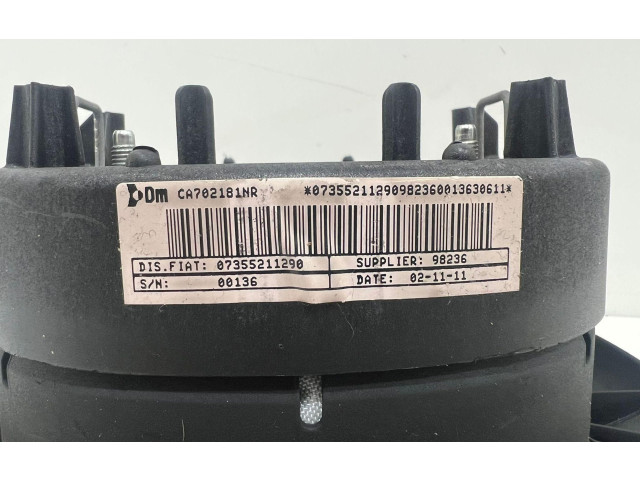 Dm CA702181NR *07355211290982360013630611*
DIS.FIAT: 07355211290 SUPPLIER: 98236
S/N: 00136 DATE: 02-11-11